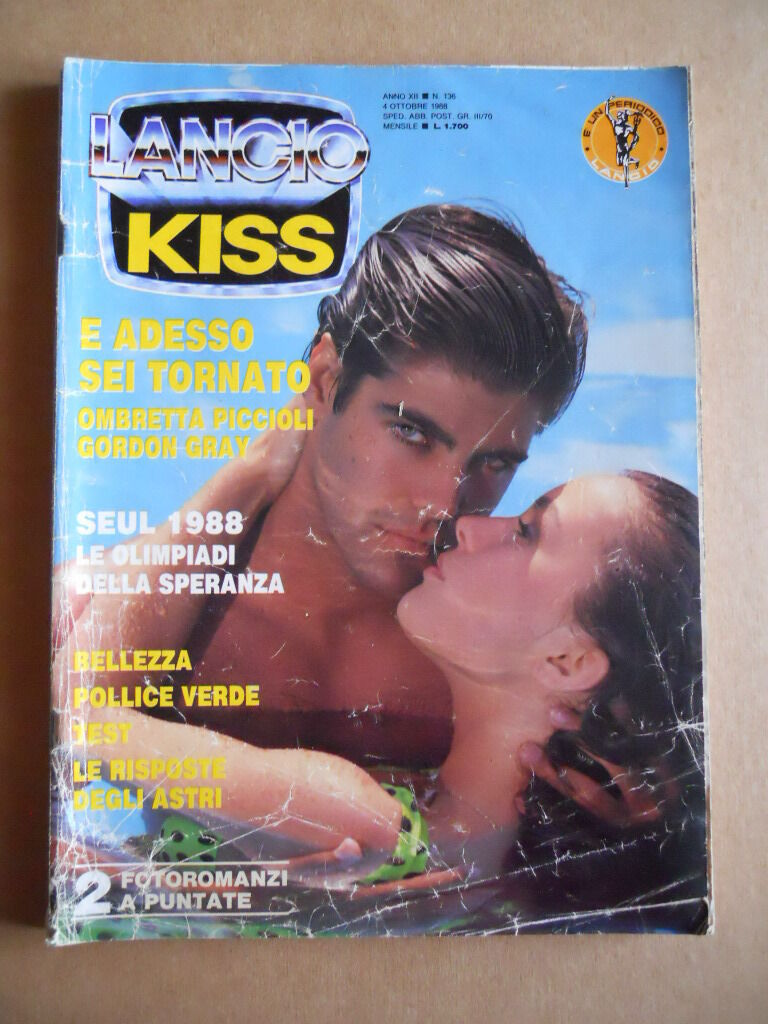 LANCIO
KISS
ANNO XII ■ N. 136
4 OTTOBRE 1988
SPED. ABB. POST. GR. III/70
MENSILE ■ L. 1.700
E UN PERIODICO
LANCIO
E ADESSO
SEI TORNATO
OMBRETTA PICCIOLI
GORDON GRAY
SEUL 1988
LE OLIMPIADI
DELLA SPERANZA
BELLEZZA
POLLICE VERDE
TEST
LE RISPOSTE
DEGLI ASTRI
2 FOTOROMANZI
A PUNTATE